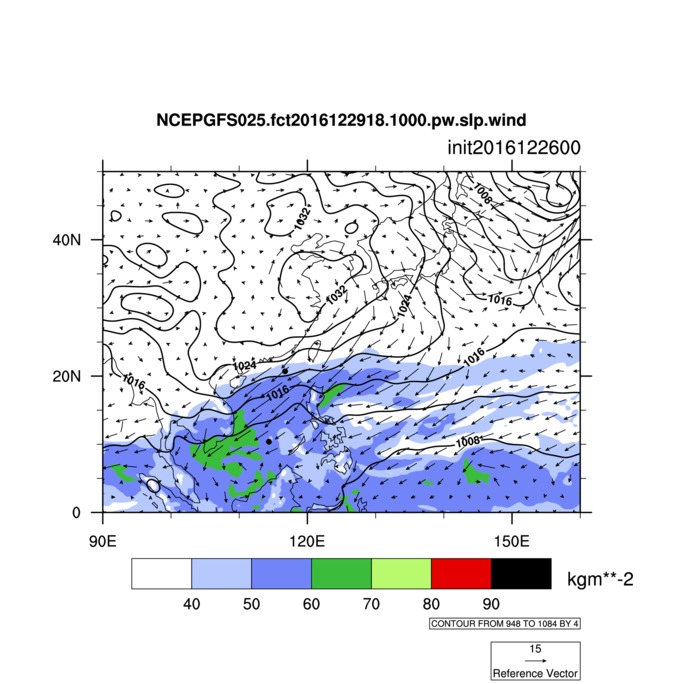 NCEPGFS025.fct2016122918.1000.pw.slp.wind
init2016122600
1032
1008
40N
1032
1024
1016
1024
1016
20N
1016
1016
1008
0
90E 120E 150E
kgm**-2
40 50 60 70 80 90
CONTOUR FROM 948 TO 1084 BY 4
15
Reference Vector